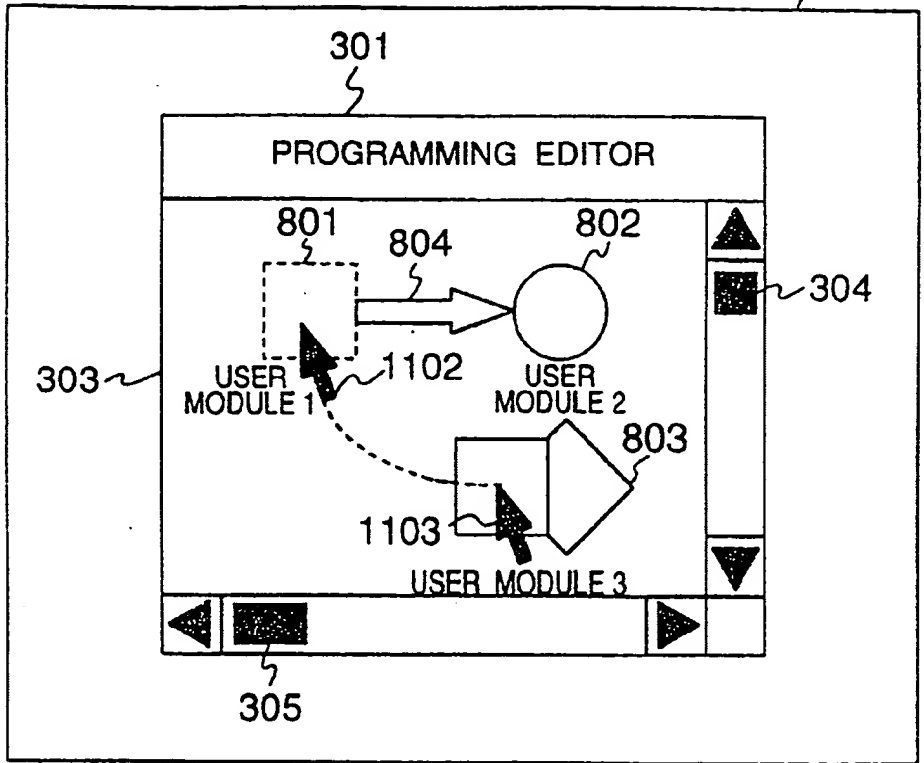 301
PROGRAMMING EDITOR
801
804
802
304
303
1102
USER
MODULE 1
USER
MODULE 2
803
1103
USER MODULE 3
305